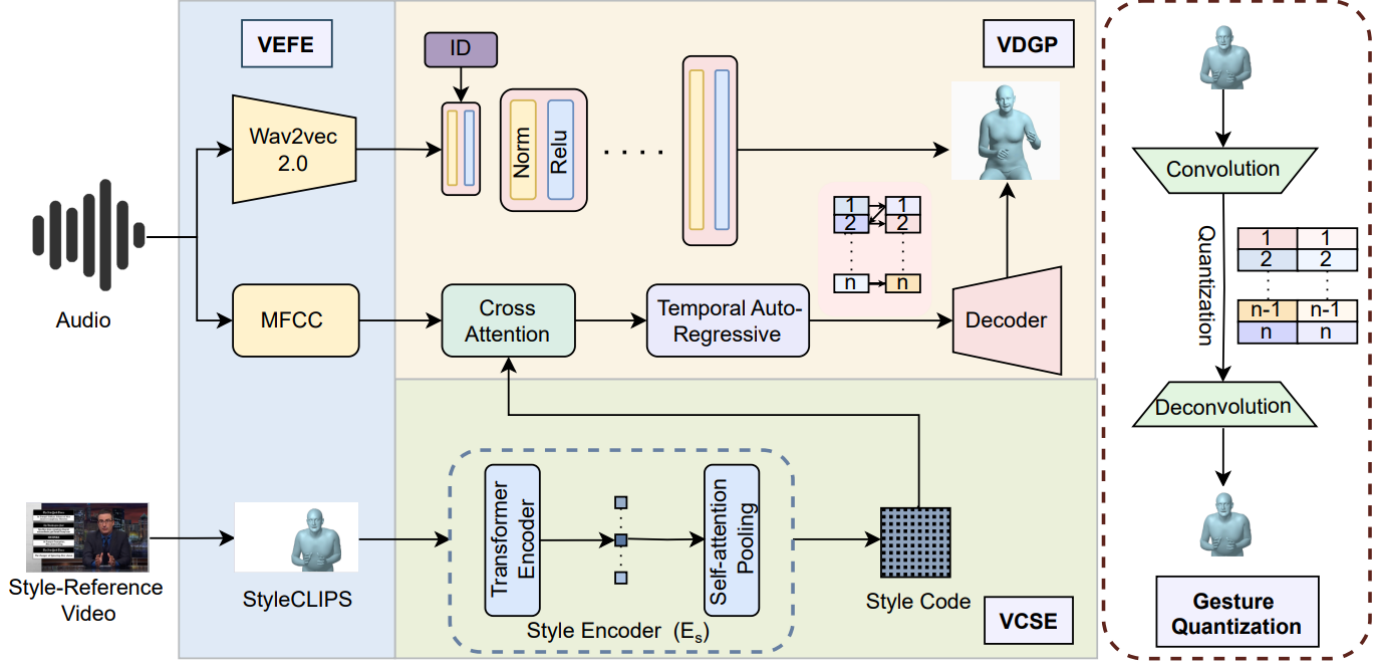 VEFE
ID
VDGP
Wav2vec
2.0
Norm
Relu
Audio
MFCC
Cross
Attention
Temporal Auto-
Regressive
1 1
2 2
n n
Decoder
Style-Reference
Video
StyleCLIPS
Transformer
Encoder
Self-attention
Pooling
Style Encoder (Es)
Style Code
VCSE
Convolution
Quantization
1 1
2 2
n-1 n-1
n n
Deconvolution
Gesture
Quantization